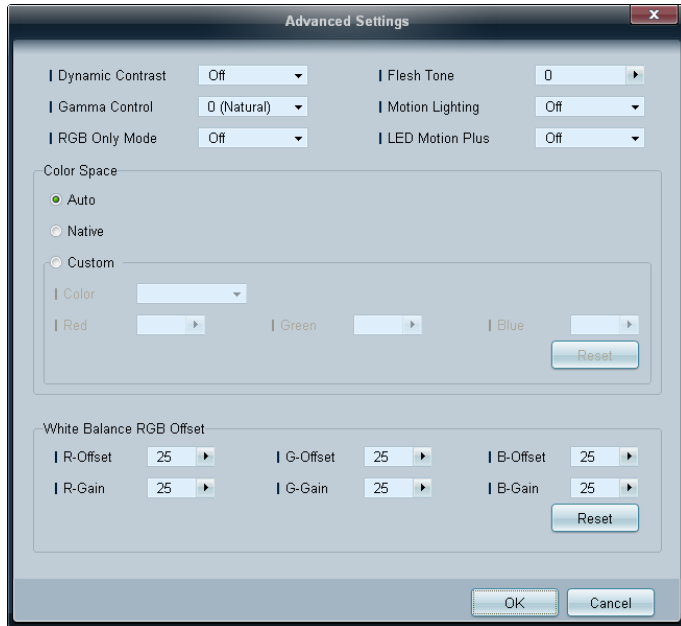 Advanced Settings
x
Dynamic Contrast Off Flesh Tone 0
Gamma Control 0 (Natural) Motion Lighting Off
RGB Only Mode Off LED Motion Plus Off
Color Space
Auto
Native
Custom
Color
Red Green Blue
Reset
White Balance RGB Offset
R-Offset 25 G-Offset 25 B-Offset 25
R-Gain 25 G-Gain 25 B-Gain 25
Reset
OK Cancel